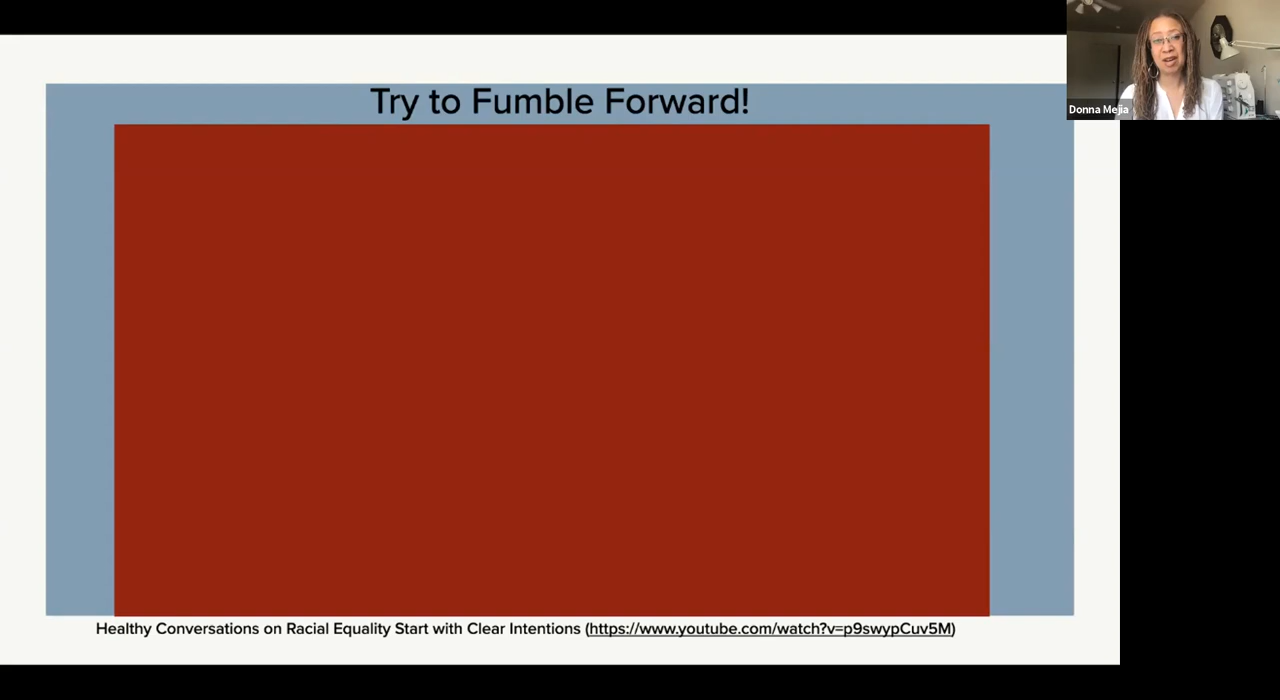 Try to Fumble Forward!
Donna Mejia
Healthy Conversations on Racial Equality Start with Clear Intentions (https://www.youtube.com/watch?v=p9swypCuv5M)